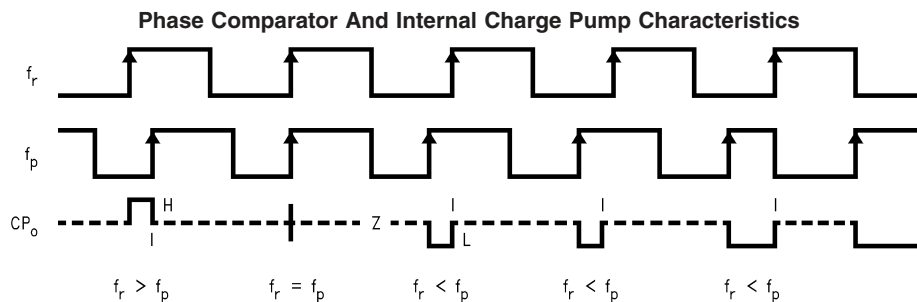 Phase Comparator And Internal Charge Pump Characteristics
fr
fp
CPo
H
I
Z
I
L
I
I
fr > fp
fr = fp
fr < fp
fr < fp
fr < fp